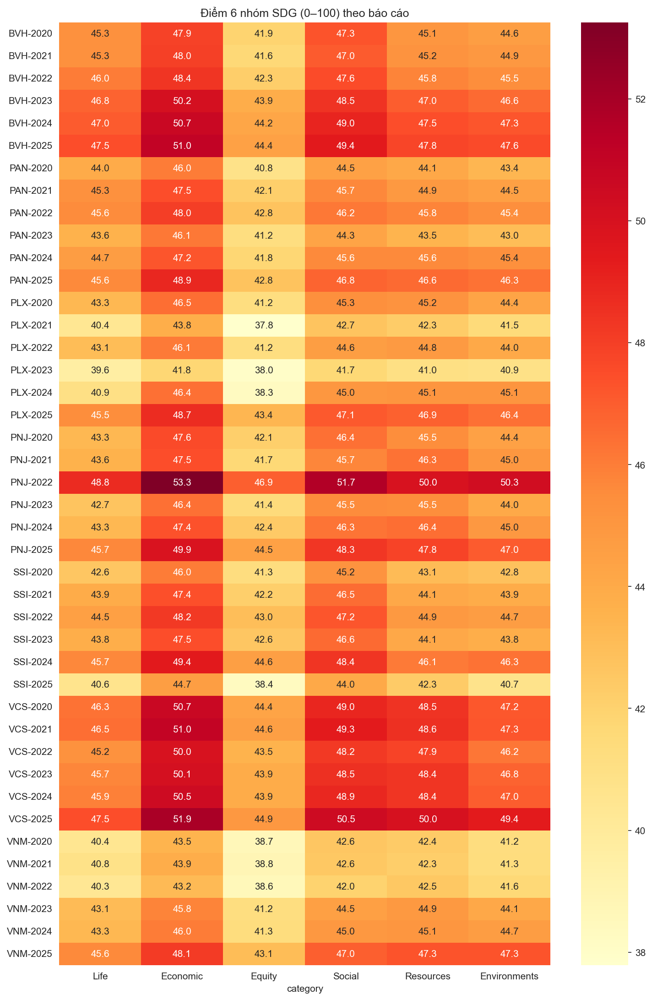 Điểm 6 nhóm SDG (0–100) theo báo cáo
BVH-2020 45.3 47.9 41.9 47.3 45.1 44.6
BVH-2021 45.3 48.0 41.6 47.0 45.2 44.9
BVH-2022 46.0 48.4 42.3 47.6 45.8 45.5
BVH-2023 46.8 50.2 43.9 48.5 47.0 46.6
BVH-2024 47.0 50.7 44.2 49.0 47.5 47.3
BVH-2025 47.5 51.0 44.4 49.4 47.8 47.6
PAN-2020 44.0 46.0 40.8 44.5 44.1 43.4
PAN-2021 45.3 47.5 42.1 45.7 44.9 44.5
PAN-2022 45.6 48.0 42.8 46.2 45.8 45.4
PAN-2023 43.6 46.1 41.2 44.3 43.5 43.0
PAN-2024 44.7 47.2 41.8 45.6 45.6 45.4
PAN-2025 45.6 48.9 42.8 46.8 46.6 46.3
PLX-2020 43.3 46.5 41.2 45.3 45.2 44.4
PLX-2021 40.4 43.8 37.8 42.7 42.3 41.5
PLX-2022 43.1 46.1 41.2 44.6 44.8 44.0
PLX-2023 39.6 41.8 38.0 41.7 41.0 40.9
PLX-2024 40.9 46.4 38.3 45.0 45.1 45.1
PLX-2025 45.5 48.7 43.4 47.1 46.9 46.4
PNJ-2020 43.3 47.6 42.1 46.4 45.5 44.4
PNJ-2021 43.6 47.5 41.7 45.7 46.3 45.0
PNJ-2022 48.8 53.3 46.9 51.7 50.0 50.3
PNJ-2023 42.7 46.4 41.4 45.5 45.5 44.0
PNJ-2024 43.3 47.4 42.4 46.3 46.4 45.0
PNJ-2025 45.7 49.9 44.5 48.3 47.8 47.0
SSI-2020 42.6 46.0 41.3 45.2 43.1 42.8
SSI-2021 43.9 47.4 42.2 46.5 44.1 43.9
SSI-2022 44.5 48.2 43.0 47.2 44.9 44.7
SSI-2023 43.8 47.5 42.6 46.6 44.1 43.8
SSI-2024 45.7 49.4 44.6 48.4 46.1 46.3
SSI-2025 40.6 44.7 38.4 44.0 42.3 40.7
VCS-2020 46.3 50.7 44.4 49.0 48.5 47.2
VCS-2021 46.5 51.0 44.6 49.3 48.6 47.3
VCS-2022 45.2 50.0 43.5 48.2 47.9 46.2
VCS-2023 45.7 50.1 43.9 48.5 48.4 46.8
VCS-2024 45.9 50.5 43.9 48.9 48.4 47.0
VCS-2025 47.5 51.9 44.9 50.5 50.0 49.4
VNM-2020 40.4 43.5 38.7 42.6 42.4 41.2
VNM-2021 40.8 43.9 38.8 42.6 42.3 41.3
VNM-2022 40.3 43.2 38.6 42.0 42.5 41.6
VNM-2023 43.1 45.8 41.2 44.5 44.9 44.1
VNM-2024 43.3 46.0 41.3 45.0 45.1 44.7
VNM-2025 45.6 48.1 43.1 47.0 47.3 47.3
Life Economic Equity Social Resources Environments
category
52
50
48
46
44
42
40
38